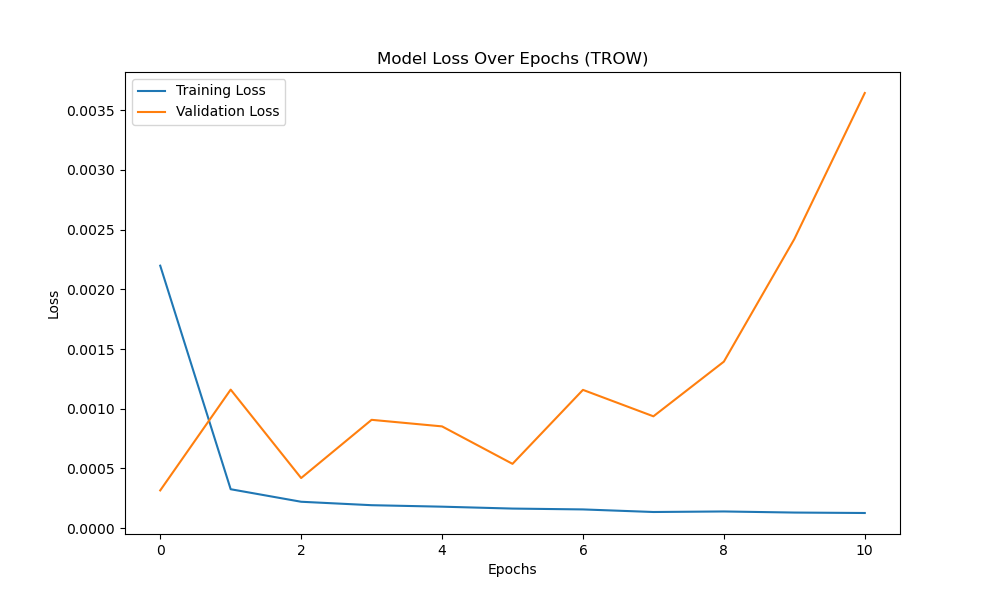 Model Loss Over Epochs (TROW)
Training Loss
Validation Loss
0.0035
0.0030
0.0025
0.0020
0.0015
0.0010
0.0005
0.0000
Loss
0 2 4 6 8 10
Epochs